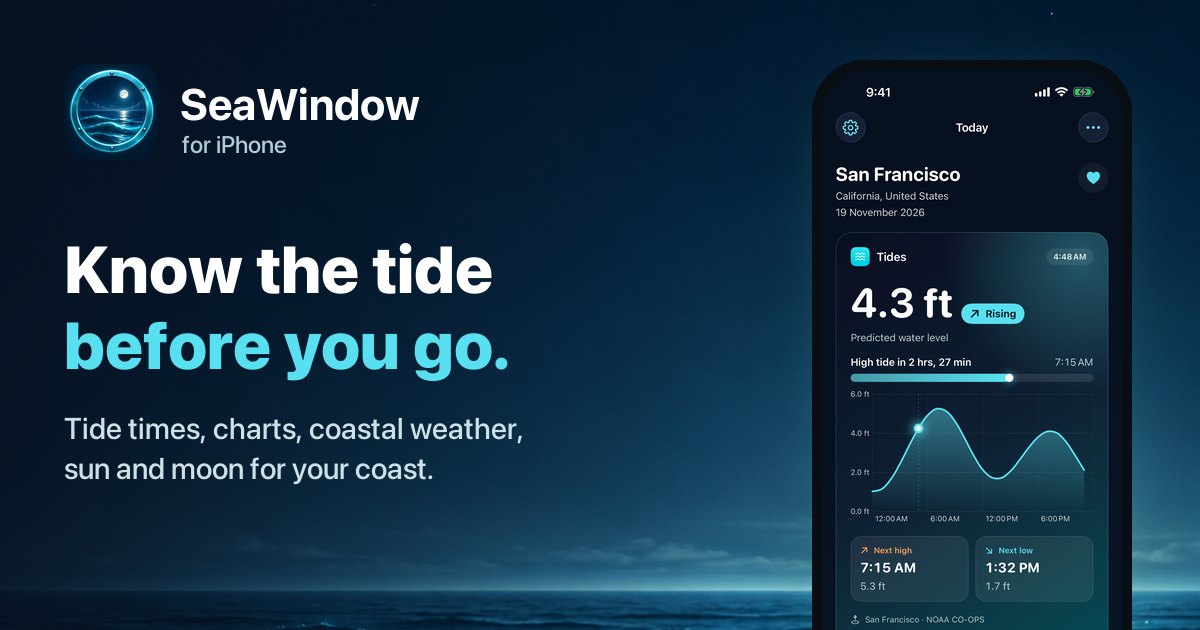 SeaWindow
for iPhone
Know the tide
before you go.
Tide times, charts, coastal weather,
sun and moon for your coast.
9:41
Today
San Francisco
California, United States
19 November 2026
Tides
4:48 AM
4.3 ft
Rising
Predicted water level
High tide in 2 hrs, 27 min
7:15 AM
6.0 ft
4.0 ft
2.0 ft
0.0 ft
12:00 AM
6:00 AM
12:00 PM
6:00 PM
Next high
7:15 AM
5.3 ft
Next low
1:32 PM
1.7 ft
San Francisco · NOAA CO-OPS